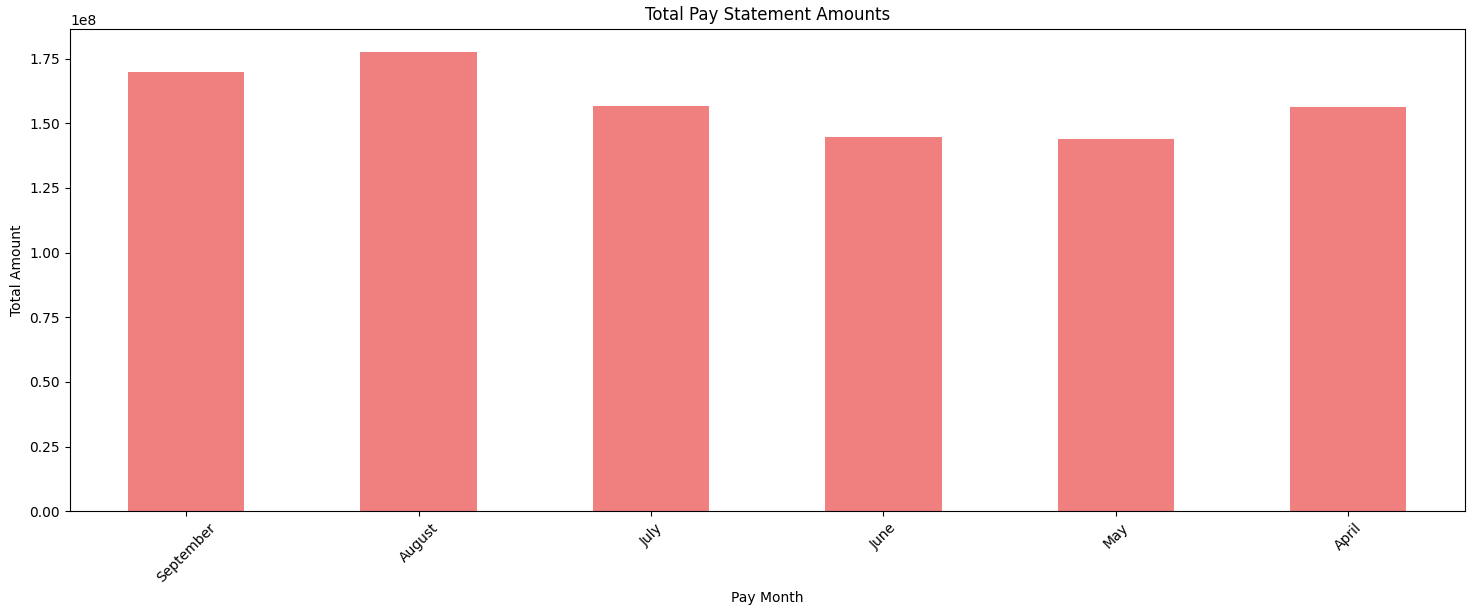 Total Pay Statement Amounts
1e8
1.75
1.50
1.25
1.00
0.75
0.50
0.25
0.00
Total Amount
September
August
July
June
May
April
Pay Month